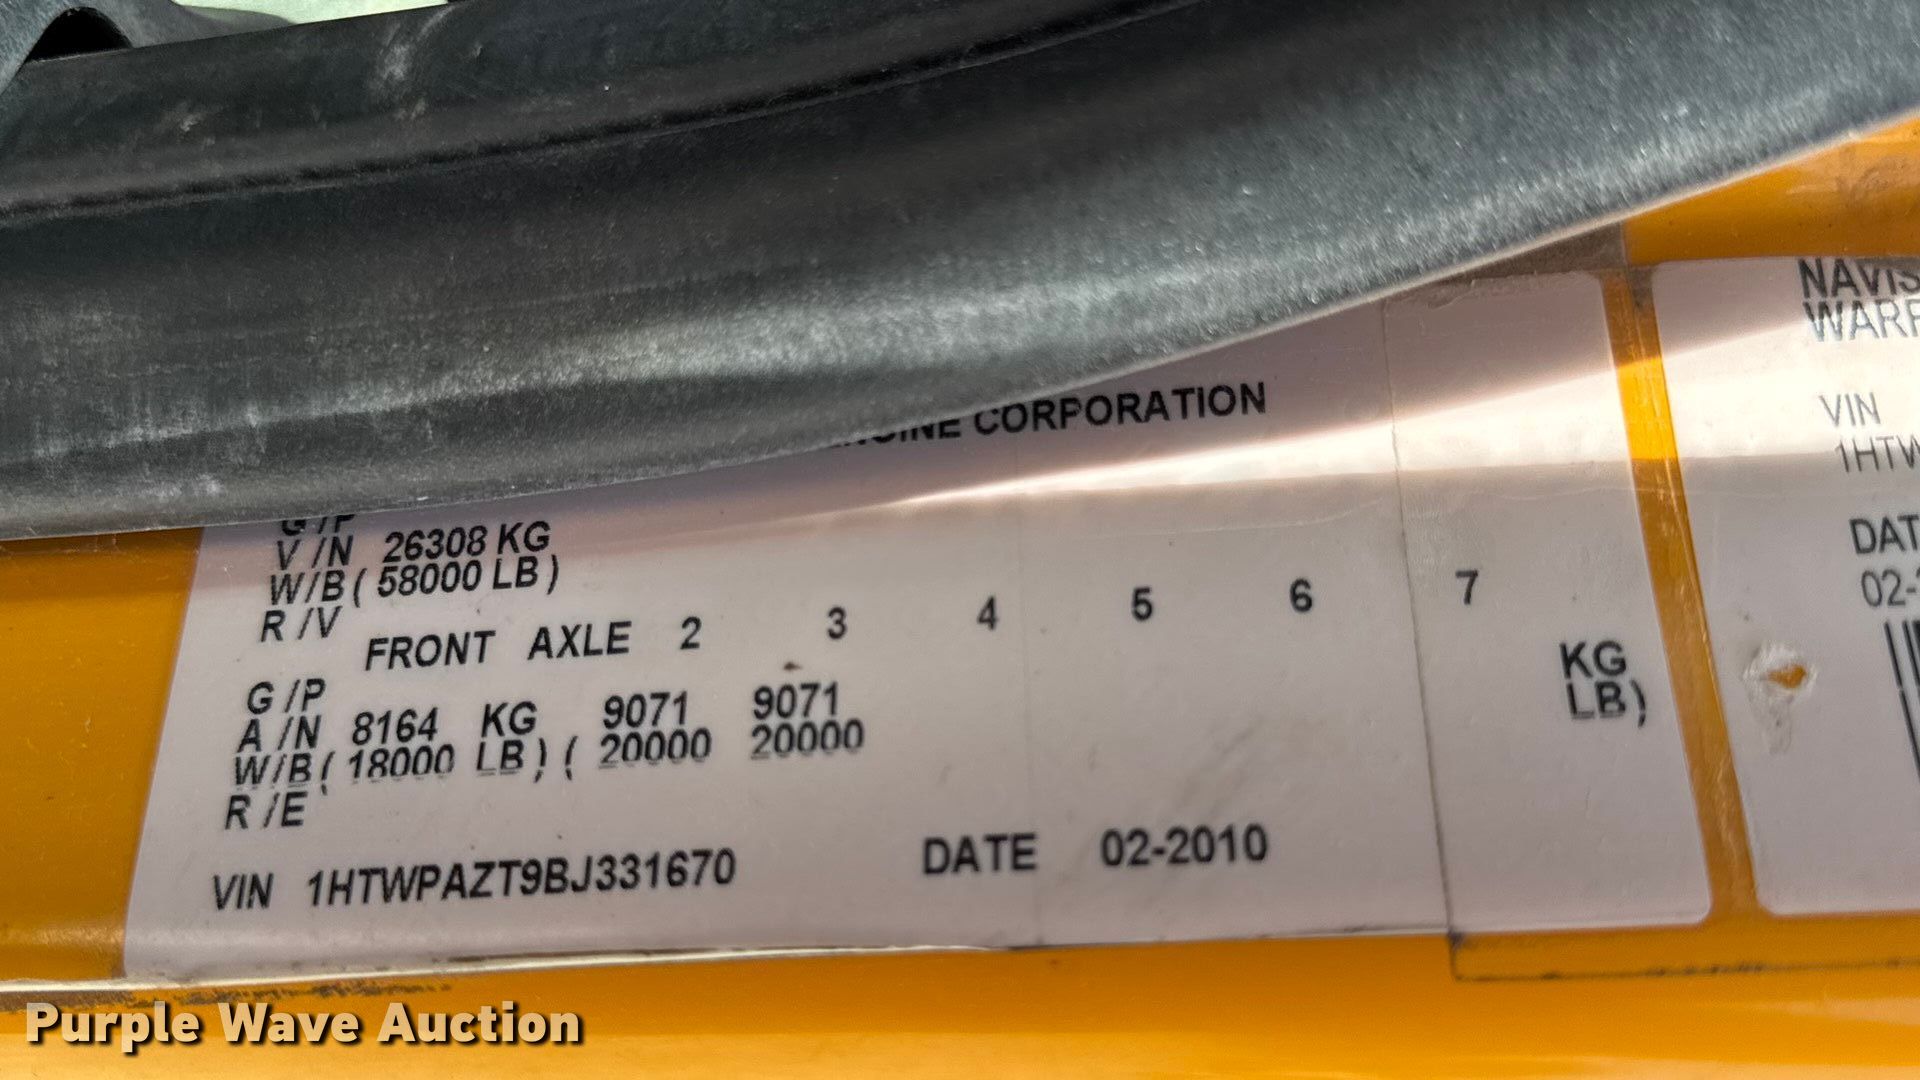 ENGINE CORPORATION
G/P
V/N 26308 KG
W/B ( 58000 LB )
R/V
FRONT AXLE 2 3 4 5 6 7
G/P
A/N 8164 KG 9071 9071 KG
W/B ( 18000 LB ) ( 20000 20000 LB)
R/E
VIN 1HTWPAZT9BJ331670 DATE 02-2010
NAVIS
WARR
VIN
1HTW
DAT
02-
Purple Wave Auction